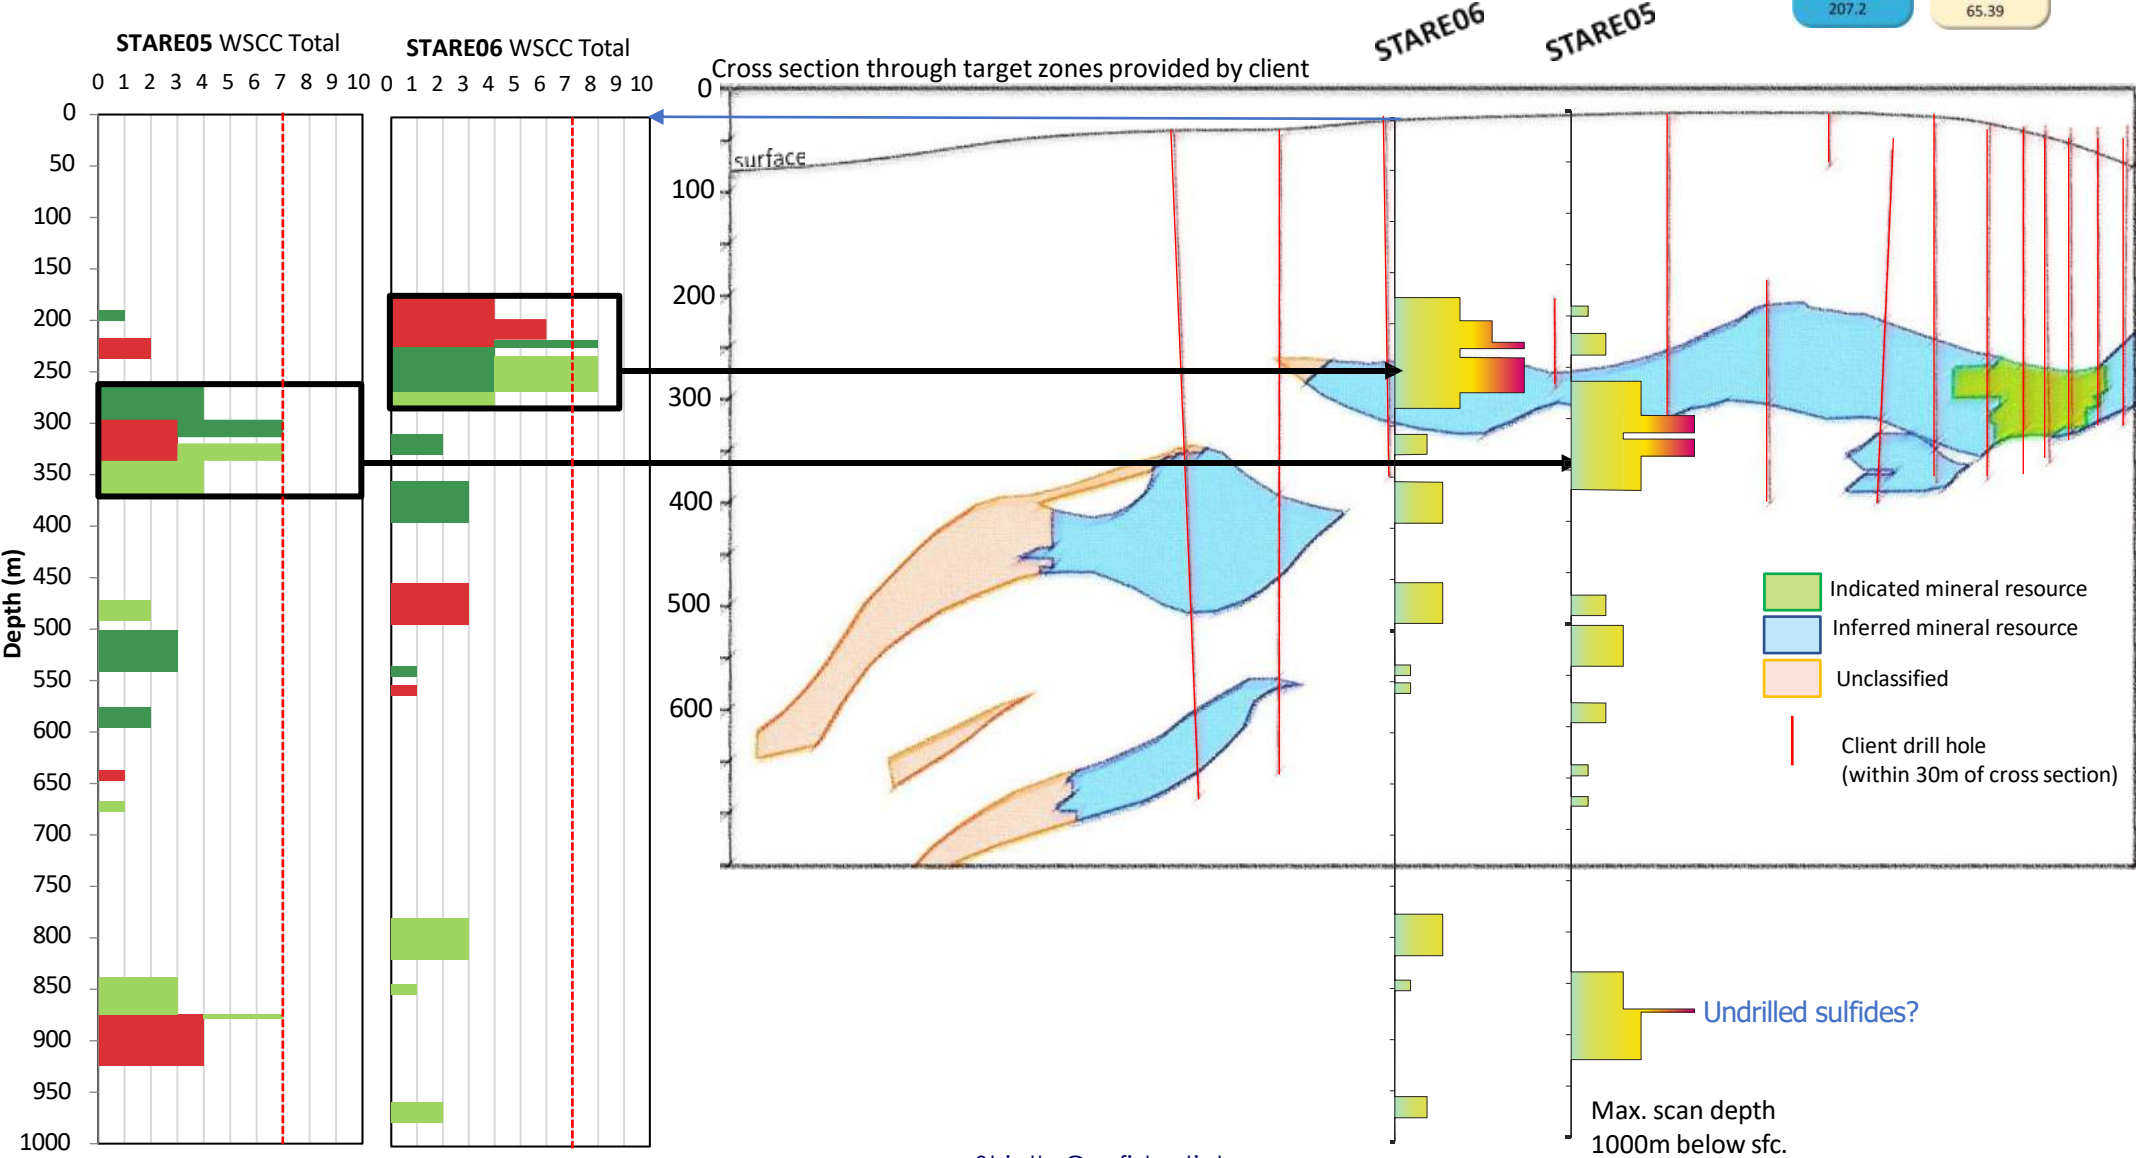 STARE05 WSCC Total
0 1 2 3 4 5 6 7 8 9 10
STARE06 WSCC Total
0 1 2 3 4 5 6 7 8 9 10
STARE06
STARE05
207.2
65.39
Cross section through target zones provided by client
Depth (m)
0
50
100
150
200
250
300
350
400
450
500
550
600
650
700
750
800
850
900
950
1000
0
100
200
300
400
500
600
surface
Indicated mineral resource
Inferred mineral resource
Unclassified
Client drill hole
(within 30m of cross section)
Undrilled sulfides?
Max. scan depth
1000m below sfc.